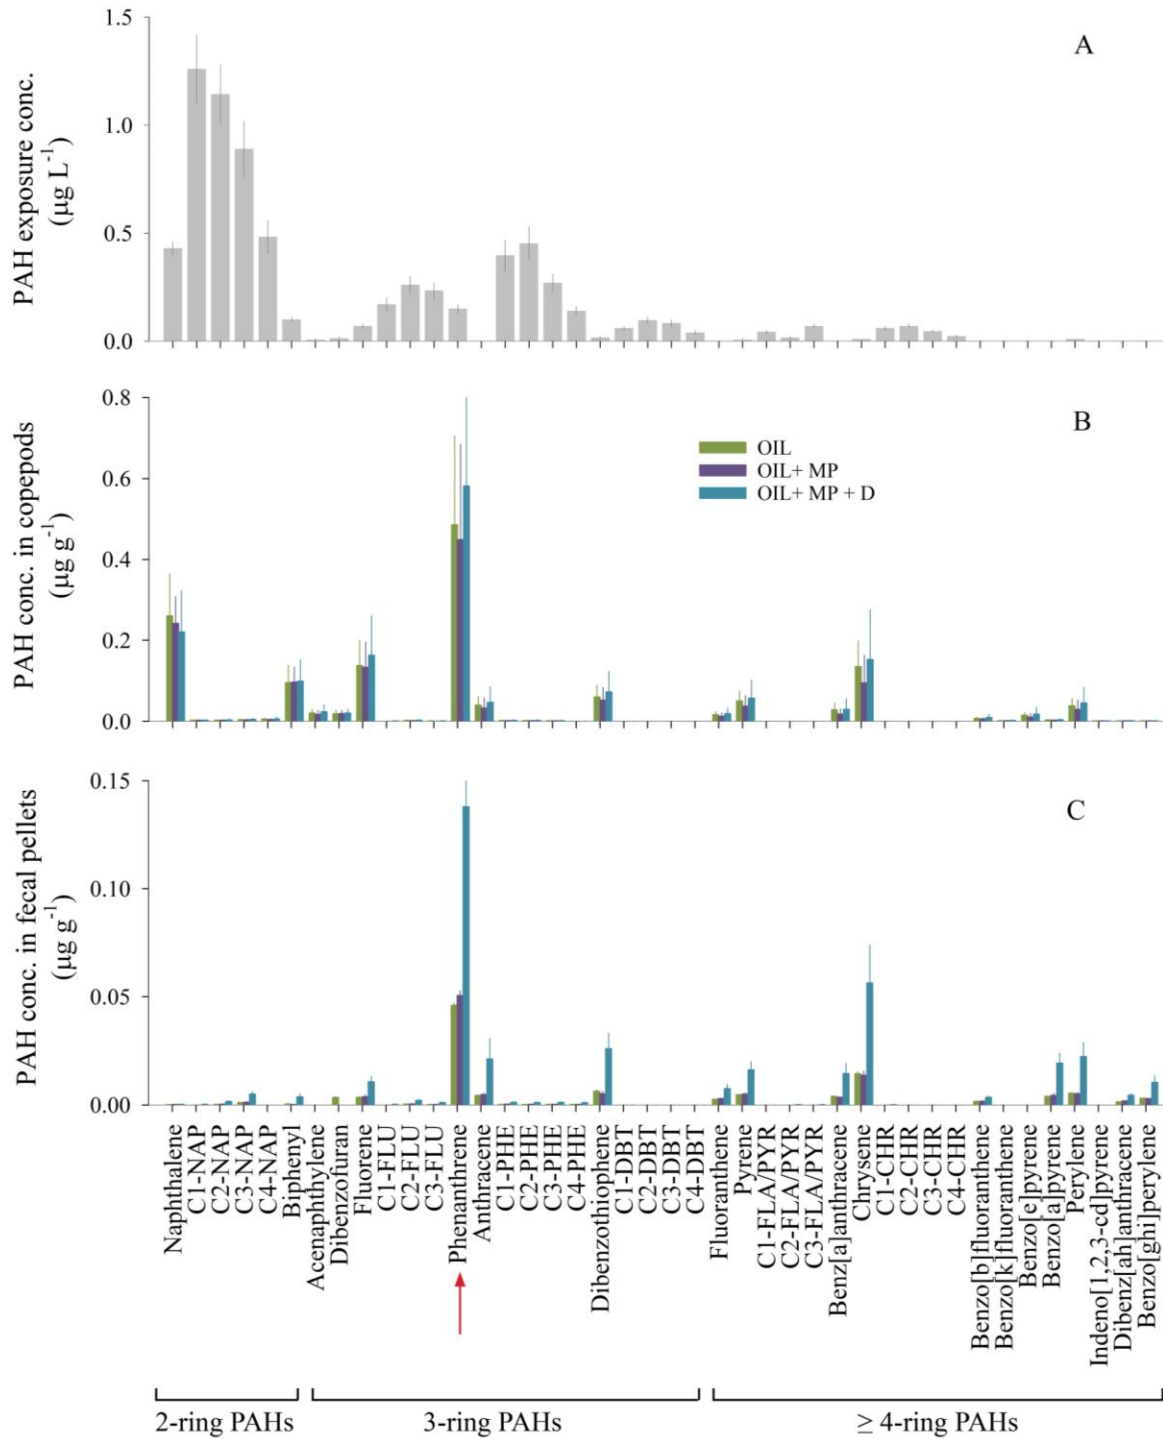 A
PAH exposure conc.
(µg L⁻¹)
1.5
1.0
0.5
0.0
B
PAH conc. in copepods
(µg g⁻¹)
0.8
0.6
0.4
0.2
0.0
OIL
OIL+ MP
OIL+ MP + D
C
PAH conc. in fecal pellets
(µg g⁻¹)
0.15
0.10
0.05
0.00
Naphthalene
C1-NAP
C2-NAP
C3-NAP
C4-NAP
Biphenyl
Acenaphthylene
Dibenzofuran
Fluorene
C1-FLU
C2-FLU
C3-FLU
Phenanthrene
Anthracene
C1-PHE
C2-PHE
C3-PHE
C4-PHE
Dibenzothiophene
C1-DBT
C2-DBT
C3-DBT
C4-DBT
Fluoranthene
Pyrene
C1-FLA/PYR
C2-FLA/PYR
C3-FLA/PYR
Benz[a]anthracene
Chrysene
C1-CHR
C2-CHR
C3-CHR
C4-CHR
Benzo[b]fluoranthene
Benzo[k]fluoranthene
Benzo[e]pyrene
Benzo[a]pyrene
Perylene
Indeno[1,2,3-cd]pyrene
Dibenz[ah]anthracene
Benzo[ghi]perylene
2-ring PAHs
3-ring PAHs
≥ 4-ring PAHs